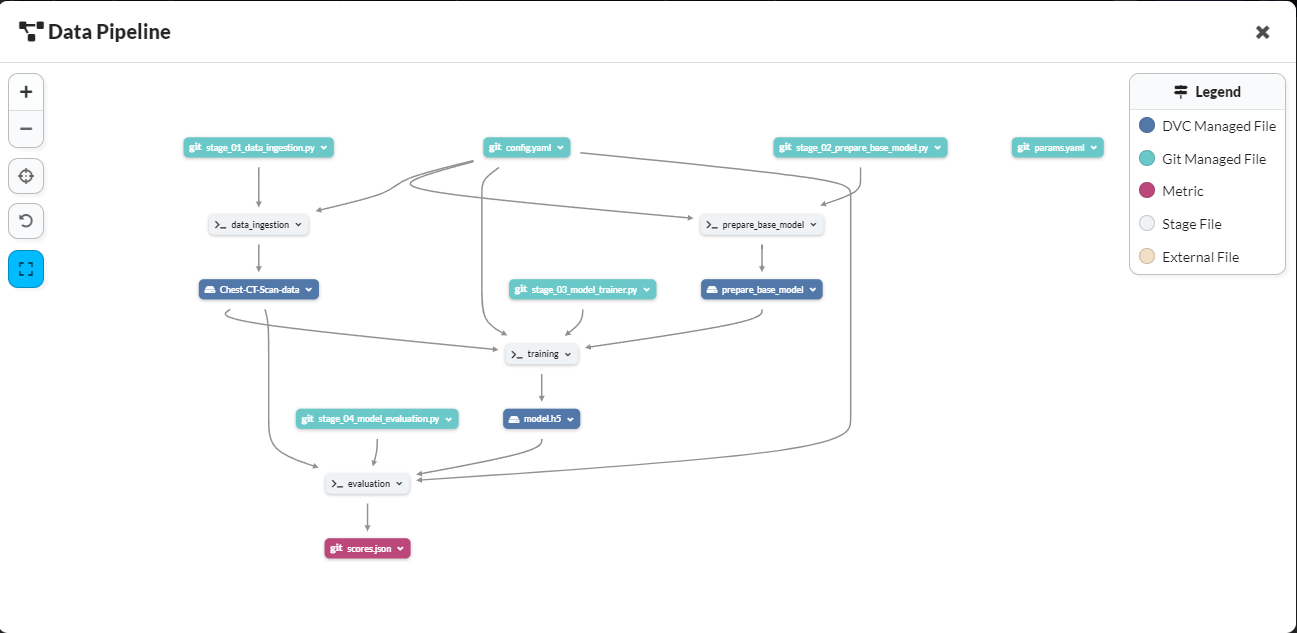 Data Pipeline
Legend
DVC Managed File
Git Managed File
Metric
Stage File
External File
git stage_01_data_ingestion.py
git config.yaml
git stage_02_prepare_base_model.py
git params.yaml
>_ data_ingestion
>_ prepare_base_model
Chest-CT-Scan-data
git stage_03_model_trainer.py
prepare_base_model
>_ training
git stage_04_model_evaluation.py
model.h5
>_ evaluation
git scores.json